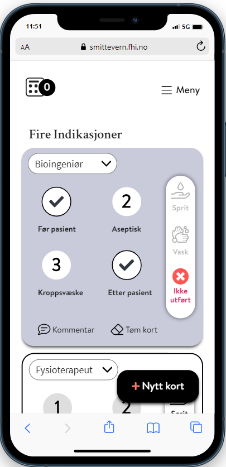 11:51
5G
AA smittevern.fhi.no
0 Meny
Fire Indikasjoner
Bioingeniør
2
Før pasient Aseptisk
Sprit
3
Vask
Kroppsvæske Etter pasient
Ikke
utført
Kommentar Tøm kort
Fysioterapeut
+ Nytt kort
1 2 Sprit